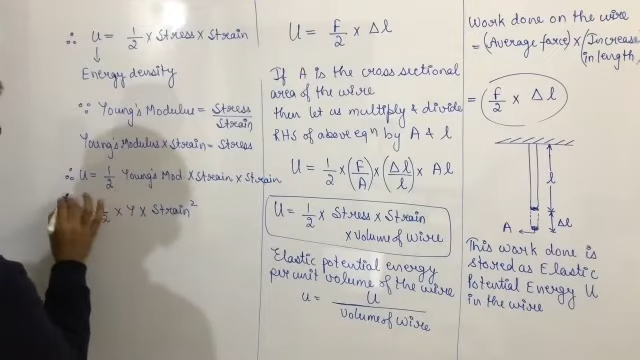 ∴ u = 1/2 × Stress × Strain
Energy density
∵ Young's Modulus = Stress/Strain
Young's Modulus × Strain = Stress
∴ u = 1/2 Young's Mod × Strain × Strain
1/2 × Y × Strain²
U = F/2 × Δl
If A is the cross sectional
area of the wire
then let us multiply & divide
RHS of above eqn by A & l
U = 1/2 × (F/A) × (Δl/l) × Al
U = 1/2 × Stress × Strain
× Volume of Wire
Elastic potential energy
per unit volume of the wire
u = U/Volume of Wire
Work done on the wire
= (Average force) × (Increase
in length
= F/2 × Δl
l
Δl
A
This work done is
stored as Elastic
Potential Energy U
in the wire